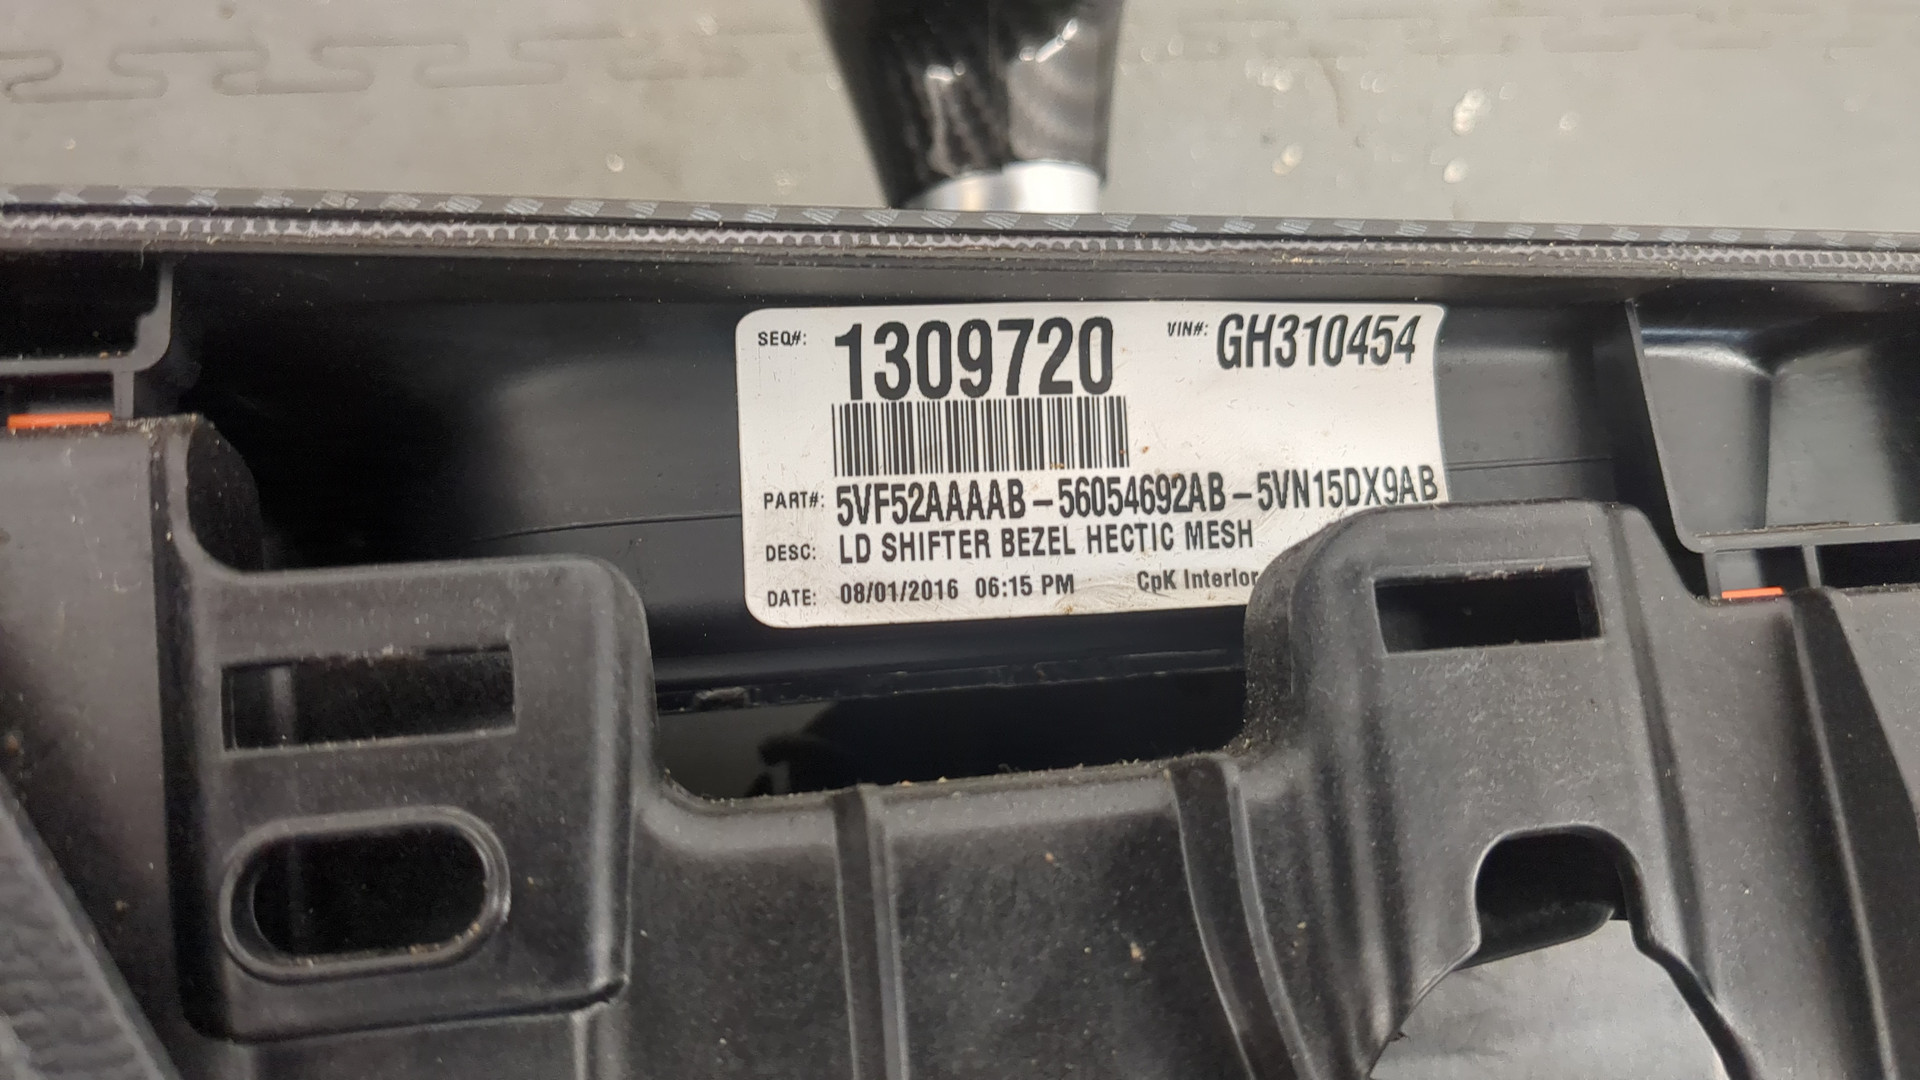 SEQ#: 1309720 VIN#: GH310454
PART#: 5VF52AAAAB-56054692AB-5VN15DX9AB
DESC: LD SHIFTER BEZEL HECTIC MESH
DATE: 08/01/2016 06:15 PM CpK Interior